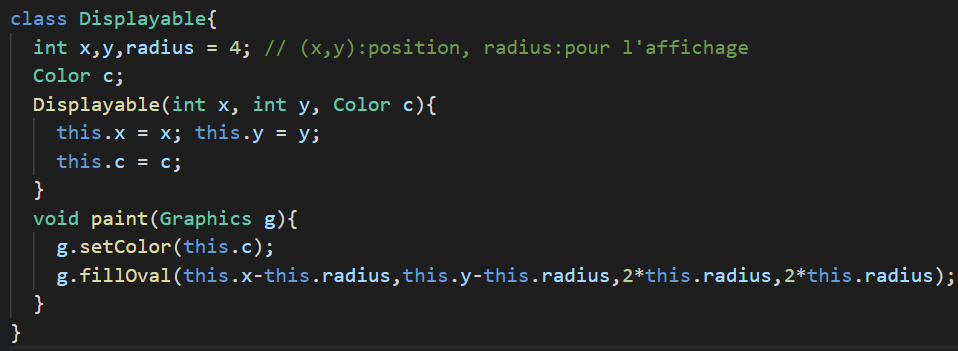 class Displayable{
  int x,y,radius = 4; // (x,y):position, radius:pour l'affichage
  Color c;
  Displayable(int x, int y, Color c){
    this.x = x; this.y = y;
    this.c = c;
  }
  void paint(Graphics g){
    g.setColor(this.c);
    g.fillOval(this.x-this.radius,this.y-this.radius,2*this.radius,2*this.radius);
  }
}